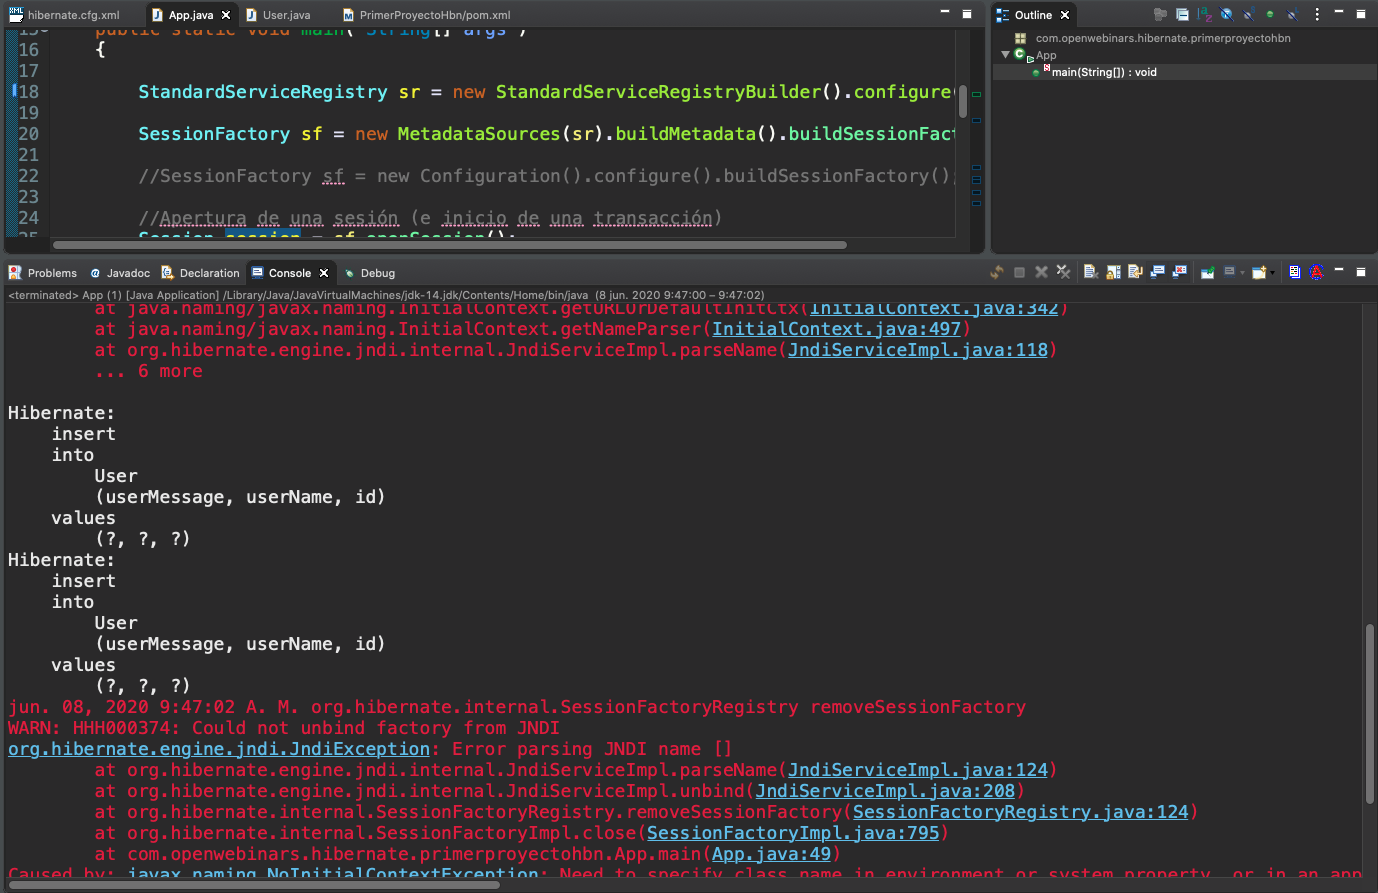 hibernate.cfg.xml
App.java
User.java
PrimerProyectoHbn/pom.xml
15
public static void main( String[] args )
16
{
17
18
StandardServiceRegistry sr = new StandardServiceRegistryBuilder().configure(
19
20
SessionFactory sf = new MetadataSources(sr).buildMetadata().buildSessionFact
21
22
//SessionFactory sf = new Configuration().configure().buildSessionFactory();
23
24
//Apertura de una sesión (e inicio de una transacción)
25
Session session = sf.openSession();
Outline
com.openwebinars.hibernate.primerproyectohbn
App
main(String[]) : void
Problems
Javadoc
Declaration
Console
Debug
<terminated> App (1) [Java Application] /Library/Java/JavaVirtualMachines/jdk-14.jdk/Contents/Home/bin/java (8 jun. 2020 9:47:00 – 9:47:02)
at java.naming/javax.naming.InitialContext.getURLOrDefaultInitCtx(InitialContext.java:342)
at java.naming/javax.naming.InitialContext.getNameParser(InitialContext.java:497)
at org.hibernate.engine.jndi.internal.JndiServiceImpl.parseName(JndiServiceImpl.java:118)
... 6 more
Hibernate:
insert
into
User
(userMessage, userName, id)
values
(?, ?, ?)
Hibernate:
insert
into
User
(userMessage, userName, id)
values
(?, ?, ?)
jun. 08, 2020 9:47:02 A. M. org.hibernate.internal.SessionFactoryRegistry removeSessionFactory
WARN: HHH000374: Could not unbind factory from JNDI
org.hibernate.engine.jndi.JndiException: Error parsing JNDI name []
at org.hibernate.engine.jndi.internal.JndiServiceImpl.parseName(JndiServiceImpl.java:124)
at org.hibernate.engine.jndi.internal.JndiServiceImpl.unbind(JndiServiceImpl.java:208)
at org.hibernate.internal.SessionFactoryRegistry.removeSessionFactory(SessionFactoryRegistry.java:124)
at org.hibernate.internal.SessionFactoryImpl.close(SessionFactoryImpl.java:795)
at com.openwebinars.hibernate.primerproyectohbn.App.main(App.java:49)
Caused by: javax.naming.NoInitialContextException: Need to specify class name in environment or system property, or in an app